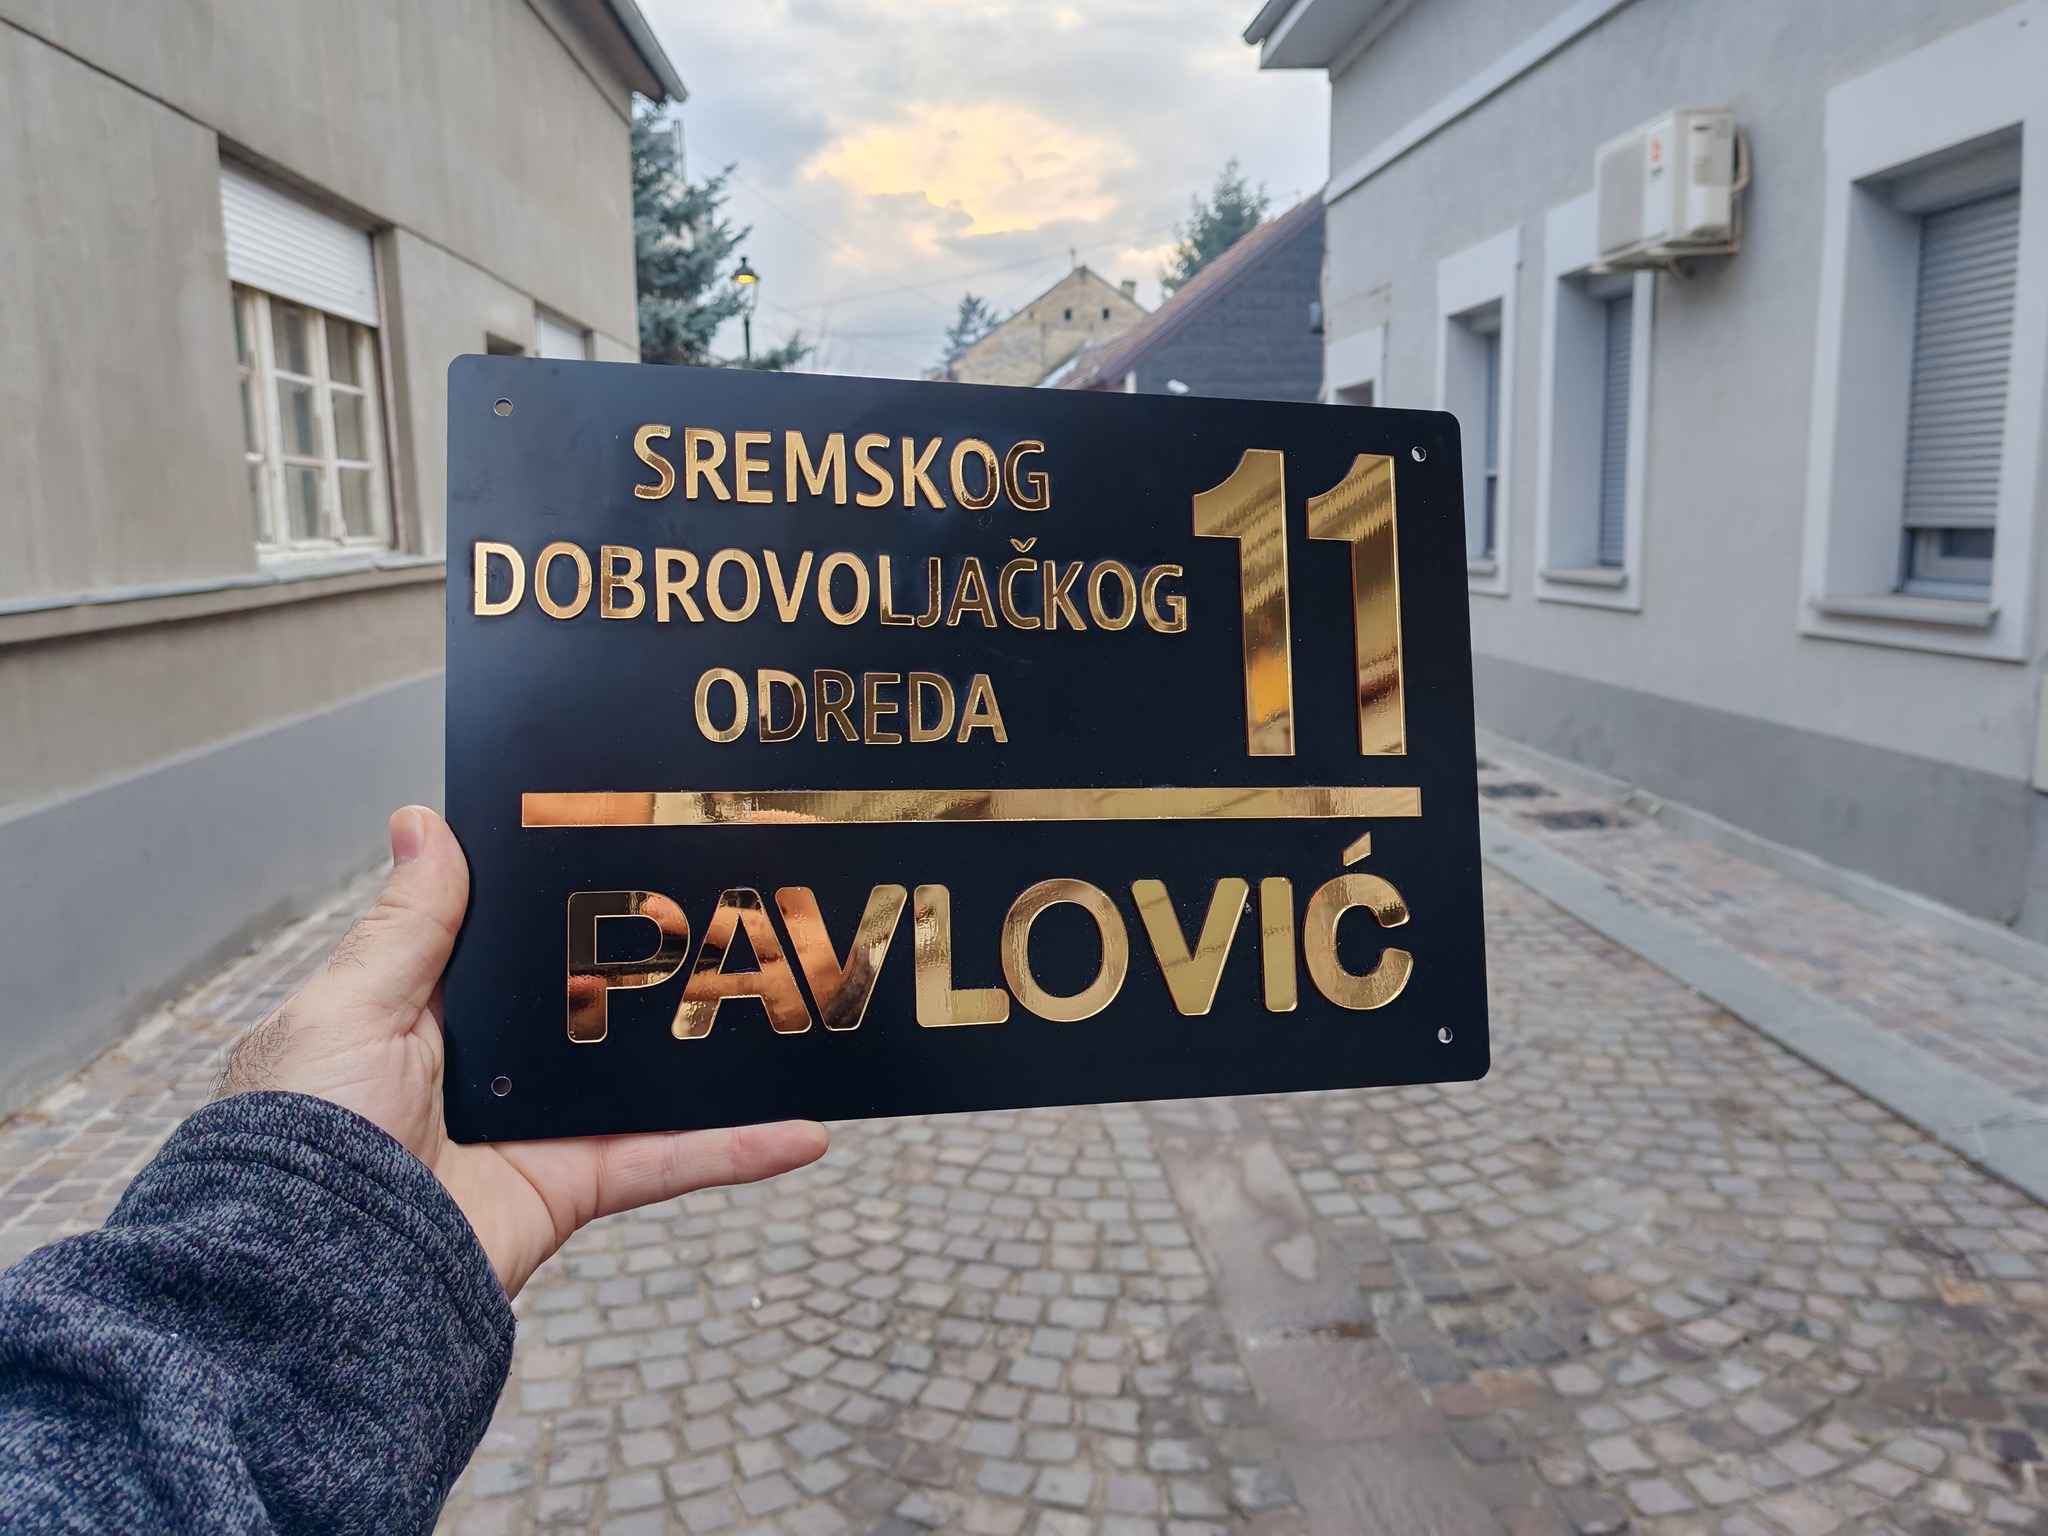 SREMSKOG
DOBROVOLJAČKOG
ODREDA
11
PAVLOVIĆ